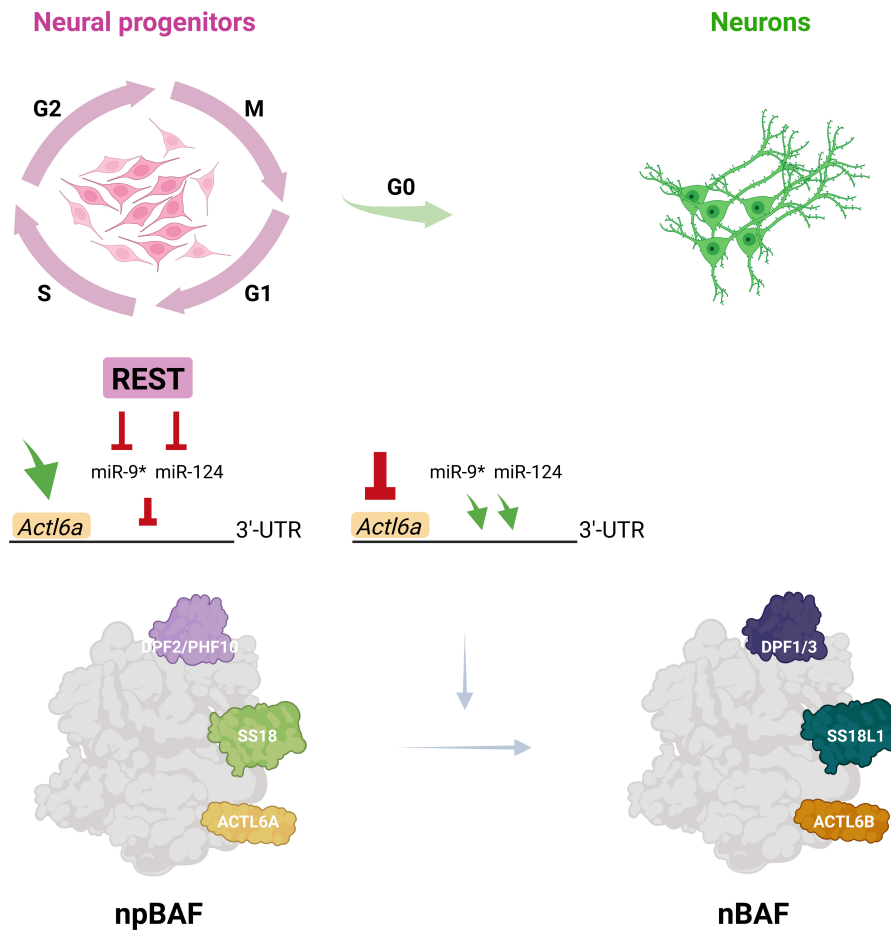 Neural progenitors
Neurons
G2
M
G0
S
G1
REST
miR-9* miR-124
miR-9* miR-124
Actl6a
3'-UTR
Actl6a
3'-UTR
DPF2/PHF10
DPF1/3
SS18
SS18L1
ACTL6A
ACTL6B
npBAF
nBAF